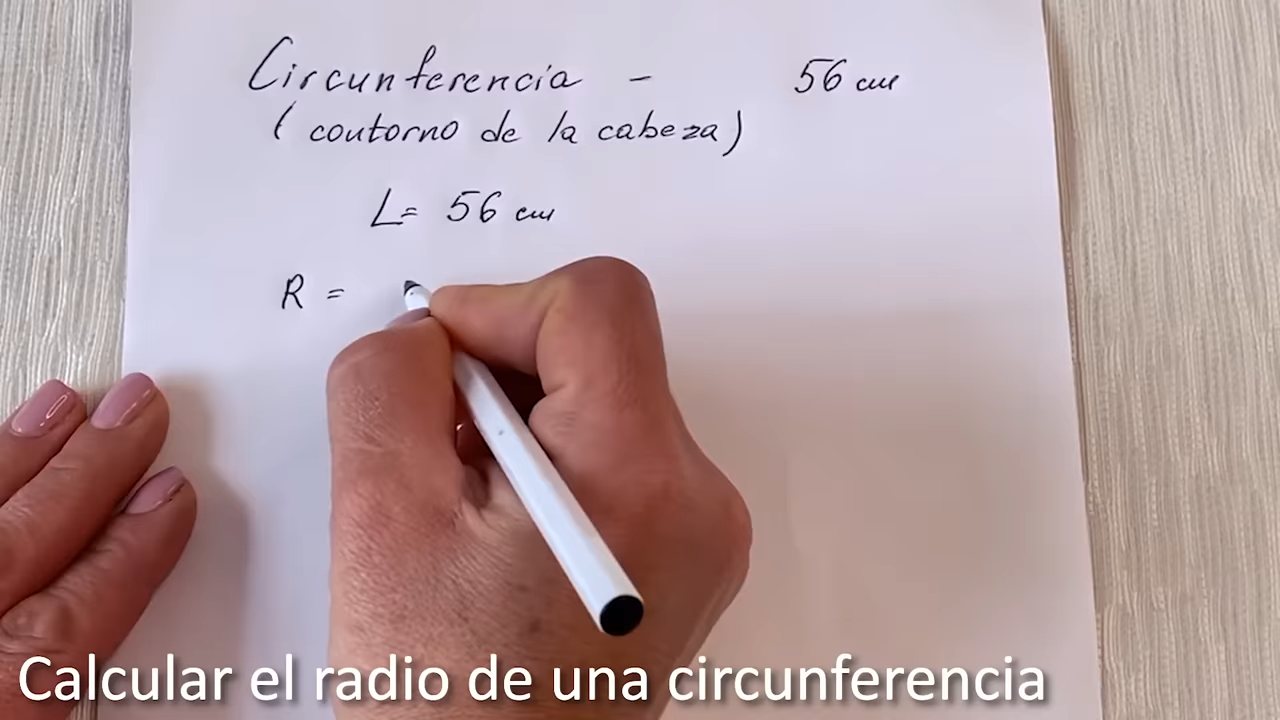 Circunferencia - 56 cm
(contorno de la cabeza)
L= 56 cm
R =
Calcular el radio de una circunferencia